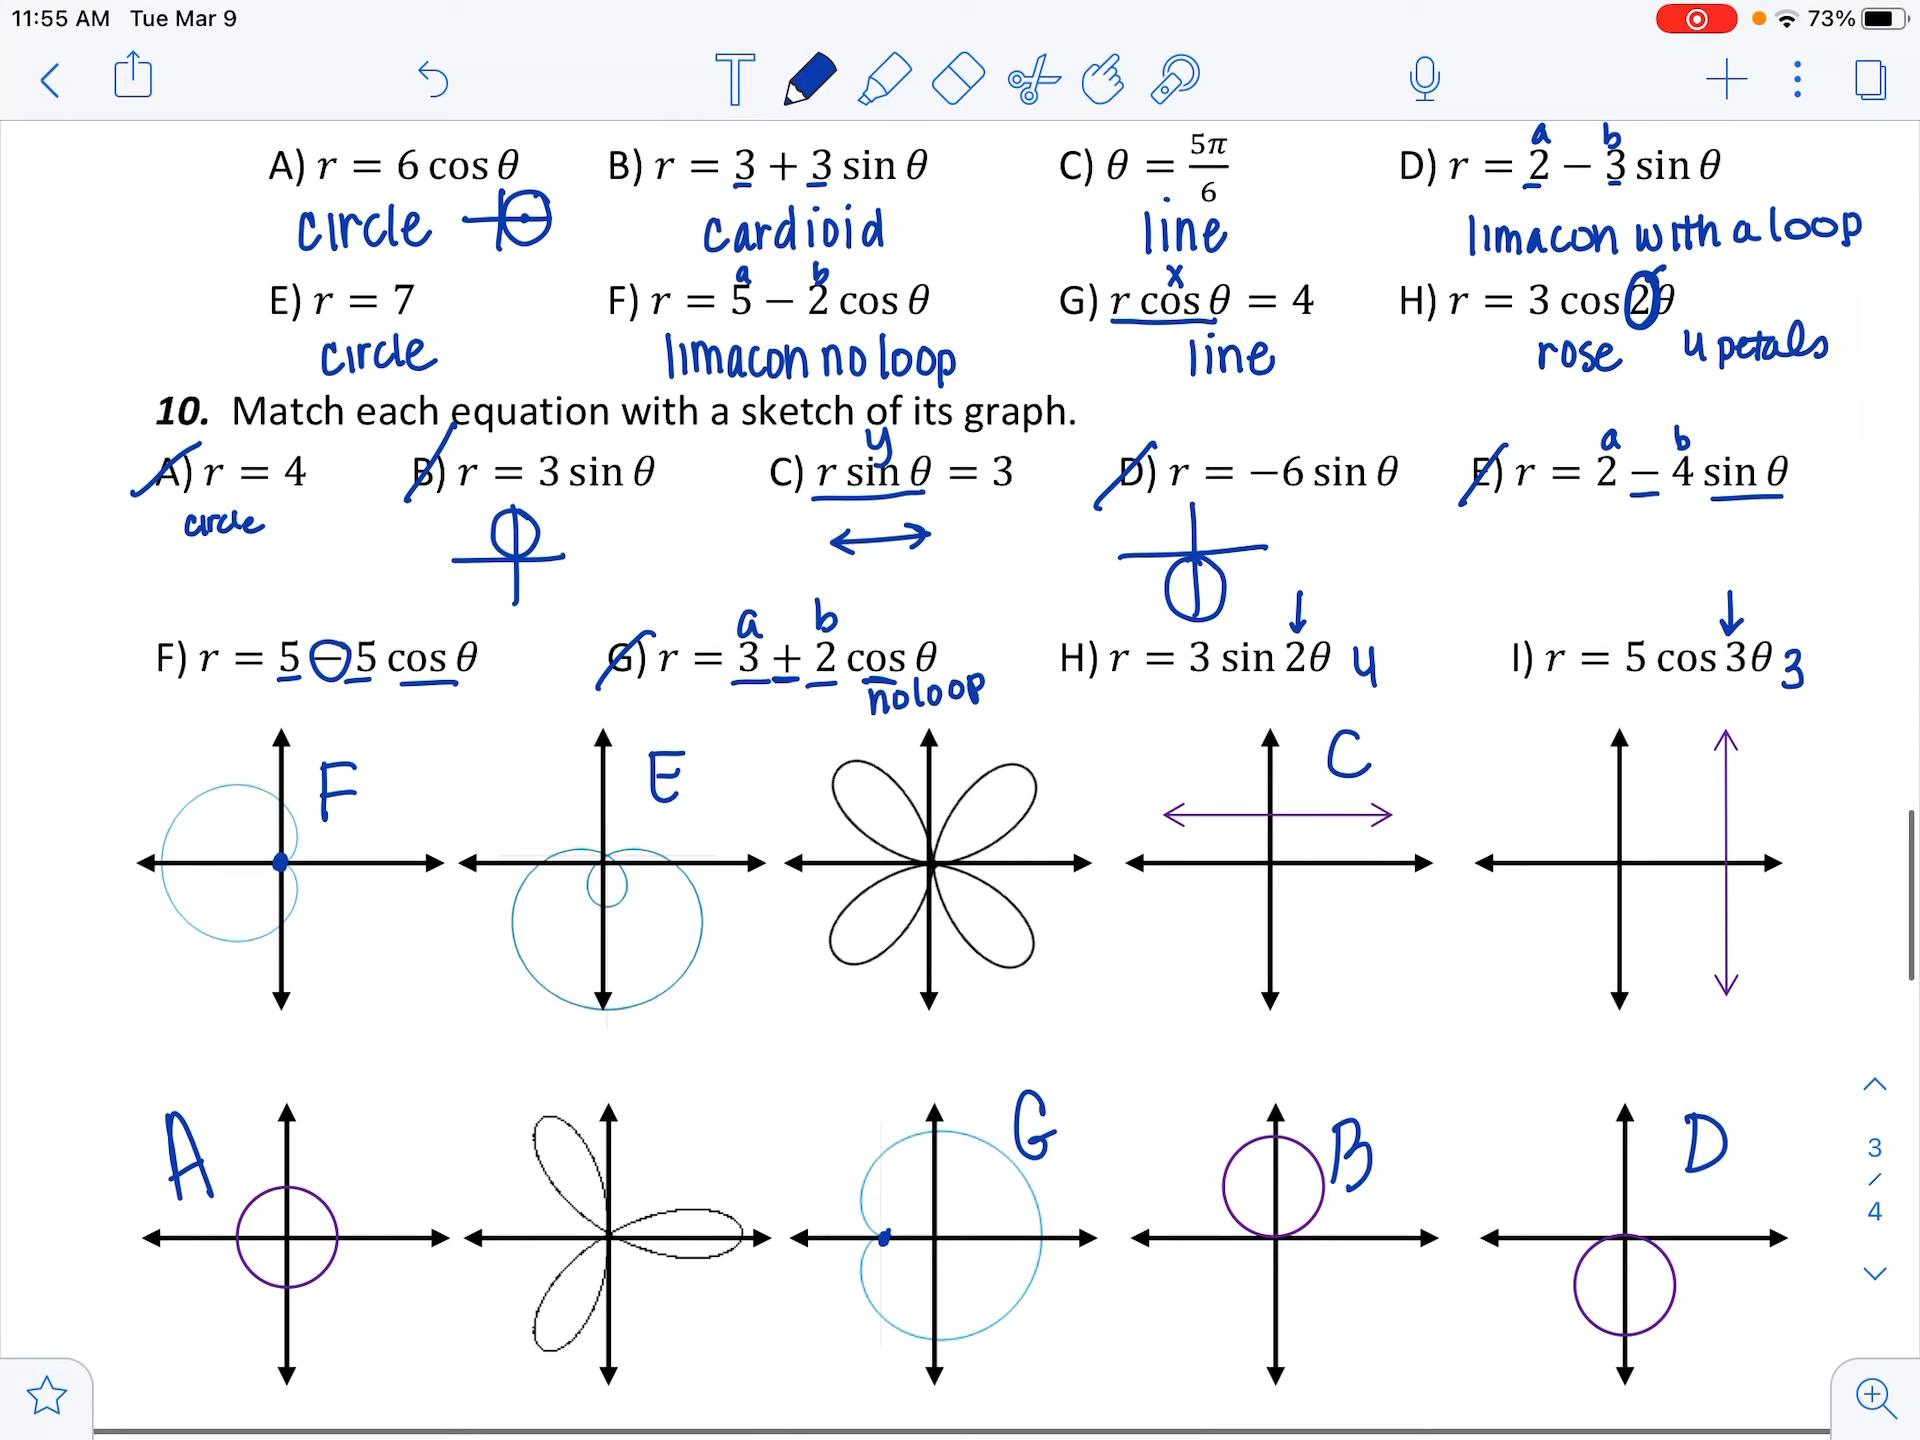 11:55 AM Tue Mar 9
73%
T
a b
A) r = 6 cos θ B) r = 3 + 3 sin θ C) θ = 5π/6 D) r = 2 − 3 sin θ
circle cardioid line limacon with a loop
a b x
E) r = 7 F) r = 5 − 2 cos θ G) r cos θ = 4 H) r = 3 cos 2θ
circle limacon no loop line rose 4 petals
10. Match each equation with a sketch of its graph.
y a b
A) r = 4 B) r = 3 sin θ C) r sin θ = 3 D) r = −6 sin θ E) r = 2 − 4 sin θ
circle
a b
F) r = 5 − 5 cos θ G) r = 3 + 2 cos θ H) r = 3 sin 2θ 4 I) r = 5 cos 3θ 3
no loop
F E C
A G B D
3
/
4